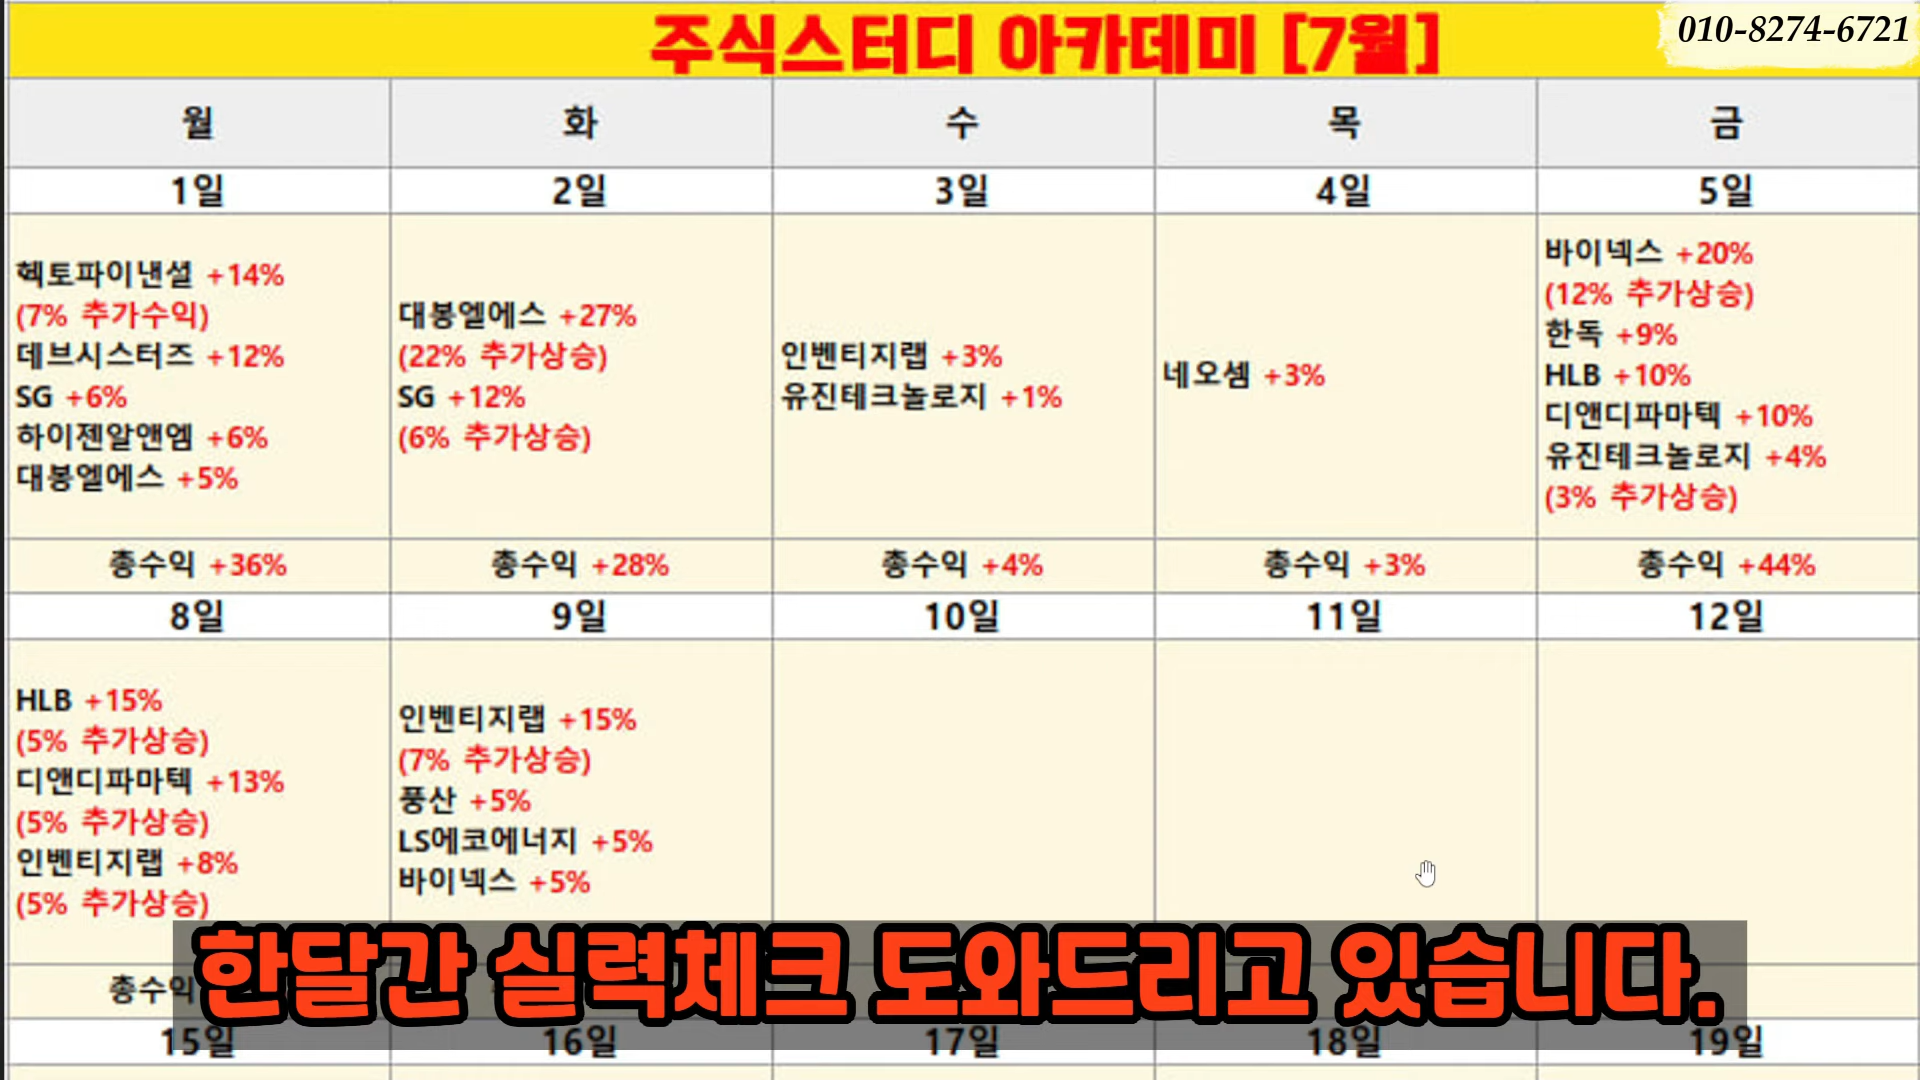 주식스터디 아카데미 [7월]
010-8274-6721
월 화 수 목 금
1일 2일 3일 4일 5일
헥토파이낸셜 +14%
(7% 추가수익)
데브시스터즈 +12%
SG +6%
하이젠알앤엠 +6%
대봉엘에스 +5%
대봉엘에스 +27%
(22% 추가상승)
SG +12%
(6% 추가상승)
인벤티지랩 +3%
유진테크놀로지 +1%
네오셈 +3%
바이넥스 +20%
(12% 추가상승)
한독 +9%
HLB +10%
디앤디파마텍 +10%
유진테크놀로지 +4%
(3% 추가상승)
총수익 +36% 총수익 +28% 총수익 +4% 총수익 +3% 총수익 +44%
8일 9일 10일 11일 12일
HLB +15%
(5% 추가상승)
디앤디파마텍 +13%
(5% 추가상승)
인벤티지랩 +8%
(5% 추가상승)
인벤티지랩 +15%
(7% 추가상승)
풍산 +5%
LS에코에너지 +5%
바이넥스 +5%
총수익
한달간 실력체크 도와드리고 있습니다.
15일 16일 17일 18일 19일